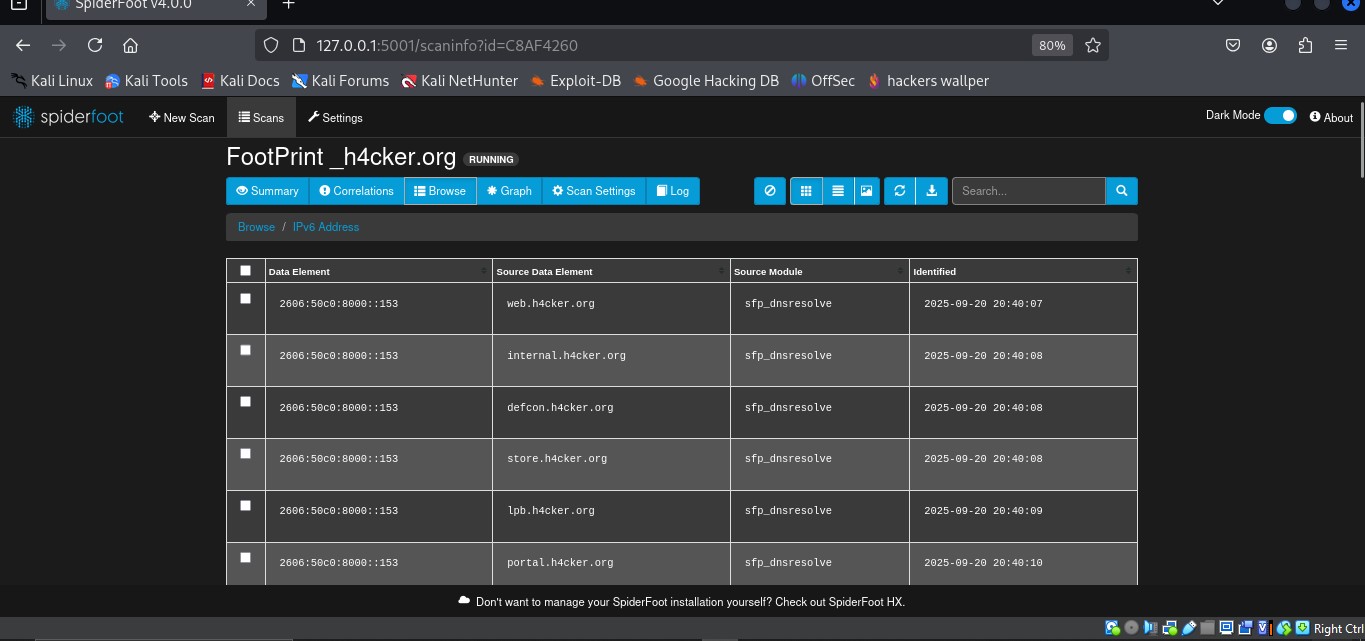 SpiderFoot v4.0.0
127.0.0.1:5001/scaninfo?id=C8AF4260 80%
Kali Linux Kali Tools Kali Docs Kali Forums Kali NetHunter Exploit-DB Google Hacking DB OffSec hackers wallper
spiderfoot New Scan Scans Settings Dark Mode About
FootPrint _h4cker.org RUNNING
Summary Correlations Browse Graph Scan Settings Log Search...
Browse / IPv6 Address
Data Element Source Data Element Source Module Identified
2606:50c0:8000::153 web.h4cker.org sfp_dnsresolve 2025-09-20 20:40:07
2606:50c0:8000::153 internal.h4cker.org sfp_dnsresolve 2025-09-20 20:40:08
2606:50c0:8000::153 defcon.h4cker.org sfp_dnsresolve 2025-09-20 20:40:08
2606:50c0:8000::153 store.h4cker.org sfp_dnsresolve 2025-09-20 20:40:08
2606:50c0:8000::153 lpb.h4cker.org sfp_dnsresolve 2025-09-20 20:40:09
2606:50c0:8000::153 portal.h4cker.org sfp_dnsresolve 2025-09-20 20:40:10
Don't want to manage your SpiderFoot installation yourself? Check out SpiderFoot HX.
Right Ctrl